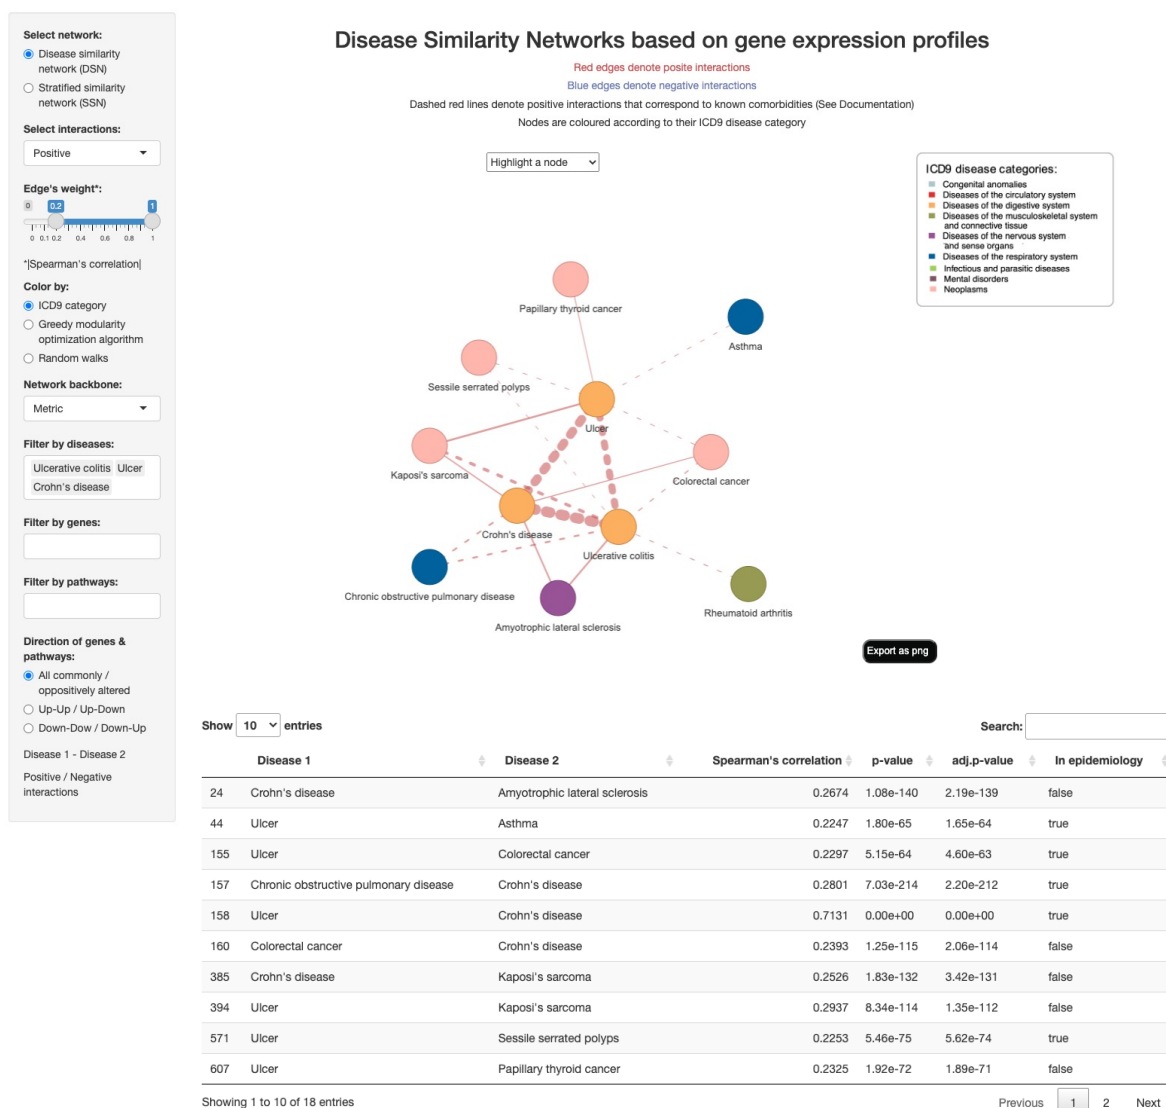 Select network:
Disease similarity
network (DSN)
Stratified similarity
network (SSN)
Select interactions:
Positive
Edge's weight*:
0 0.2 1
0 0.1 0.2 0.4 0.6 0.8 1
*|Spearman's correlation|
Color by:
ICD9 category
Greedy modularity
optimization algorithm
Random walks
Network backbone:
Metric
Filter by diseases:
Ulcerative colitis Ulcer
Crohn's disease
Filter by genes:
Filter by pathways:
Direction of genes &
pathways:
All commonly /
oppositively altered
Up-Up / Up-Down
Down-Dow / Down-Up
Disease 1 - Disease 2
Positive / Negative
interactions
Disease Similarity Networks based on gene expression profiles
Red edges denote posite interactions
Blue edges denote negative interactions
Dashed red lines denote positive interactions that correspond to known comorbidities (See Documentation)
Nodes are coloured according to their ICD9 disease category
Highlight a node
ICD9 disease categories:
Congenital anomalies
Diseases of the circulatory system
Diseases of the digestive system
Diseases of the musculoskeletal system
and connective tissue
Diseases of the nervous system
and sense organs
Diseases of the respiratory system
Infectious and parasitic diseases
Mental disorders
Neoplasms
Papillary thyroid cancer
Asthma
Sessile serrated polyps
Ulcer
Kaposi's sarcoma
Colorectal cancer
Crohn's disease
Ulcerative colitis
Chronic obstructive pulmonary disease
Rheumatoid arthritis
Amyotrophic lateral sclerosis
Export as png
Show 10 entries
Search:
Disease 1 Disease 2 Spearman's correlation p-value adj.p-value In epidemiology
24 Crohn's disease Amyotrophic lateral sclerosis 0.2674 1.08e-140 2.19e-139 false
44 Ulcer Asthma 0.2247 1.80e-65 1.65e-64 true
155 Ulcer Colorectal cancer 0.2297 5.15e-64 4.60e-63 true
157 Chronic obstructive pulmonary disease Crohn's disease 0.2801 7.03e-214 2.20e-212 true
158 Ulcer Crohn's disease 0.7131 0.00e+00 0.00e+00 true
160 Colorectal cancer Crohn's disease 0.2393 1.25e-115 2.06e-114 false
385 Crohn's disease Kaposi's sarcoma 0.2526 1.83e-132 3.42e-131 false
394 Ulcer Kaposi's sarcoma 0.2937 8.34e-114 1.35e-112 false
571 Ulcer Sessile serrated polyps 0.2253 5.46e-75 5.62e-74 true
607 Ulcer Papillary thyroid cancer 0.2325 1.92e-72 1.89e-71 false
Showing 1 to 10 of 18 entries
Previous 1 2 Next